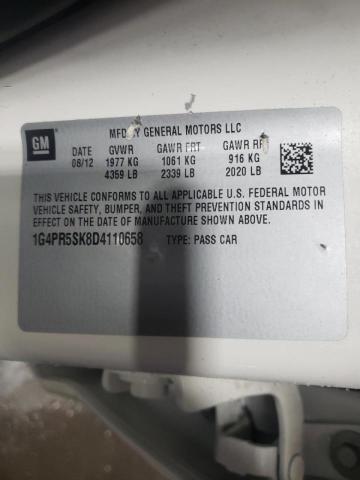 GM
MFD BY GENERAL MOTORS LLC
DATE GVWR GAWR FRT GAWR RR
08/12 1977 KG 1061 KG 916 KG
4359 LB 2339 LB 2020 LB
THIS VEHICLE CONFORMS TO ALL APPLICABLE U.S. FEDERAL MOTOR
VEHICLE SAFETY, BUMPER, AND THEFT PREVENTION STANDARDS IN
EFFECT ON THE DATE OF MANUFACTURE SHOWN ABOVE.
1G4PR5SK8D4110658 TYPE: PASS CAR